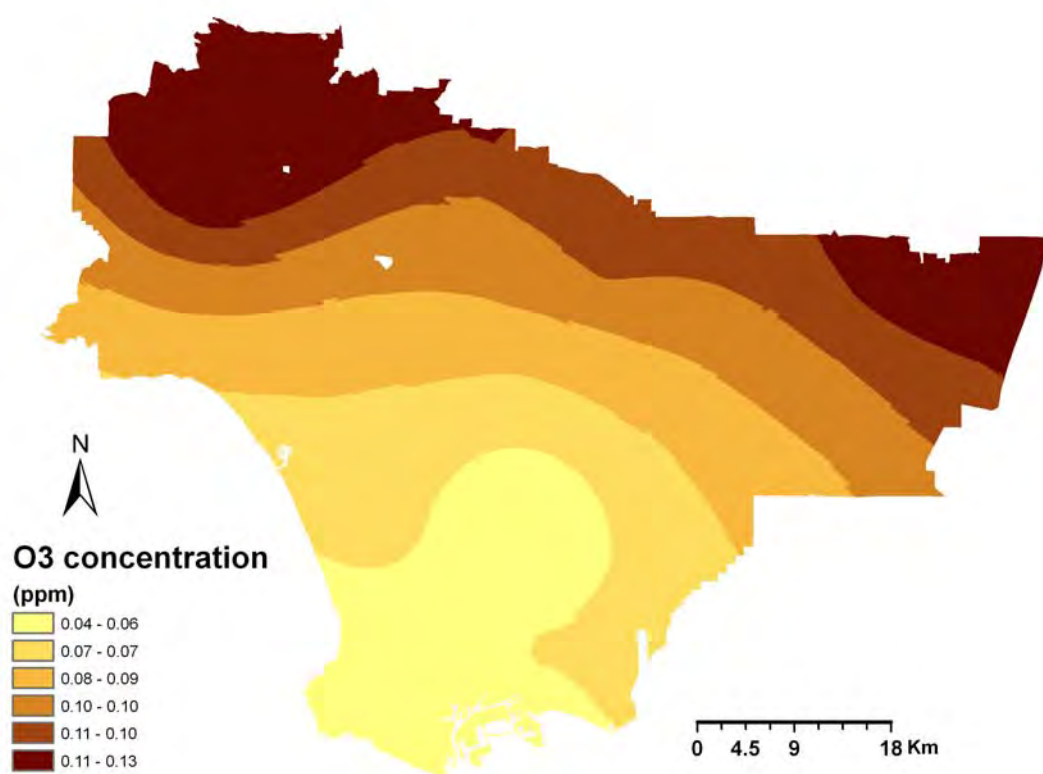 N
O3 concentration
(ppm)
0.04 - 0.06
0.07 - 0.07
0.08 - 0.09
0.10 - 0.10
0.11 - 0.10
0.11 - 0.13
0 4.5 9 18 Km